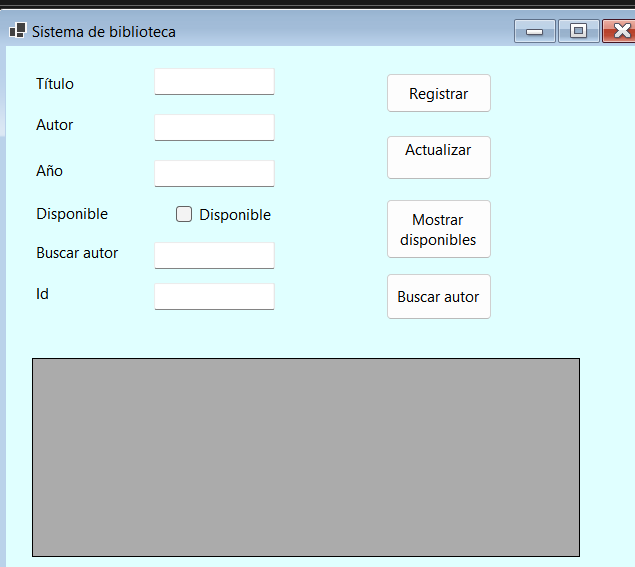 Sistema de biblioteca
Título
Registrar
Autor
Actualizar
Año
Disponible
Disponible
Mostrar
disponibles
Buscar autor
Id
Buscar autor